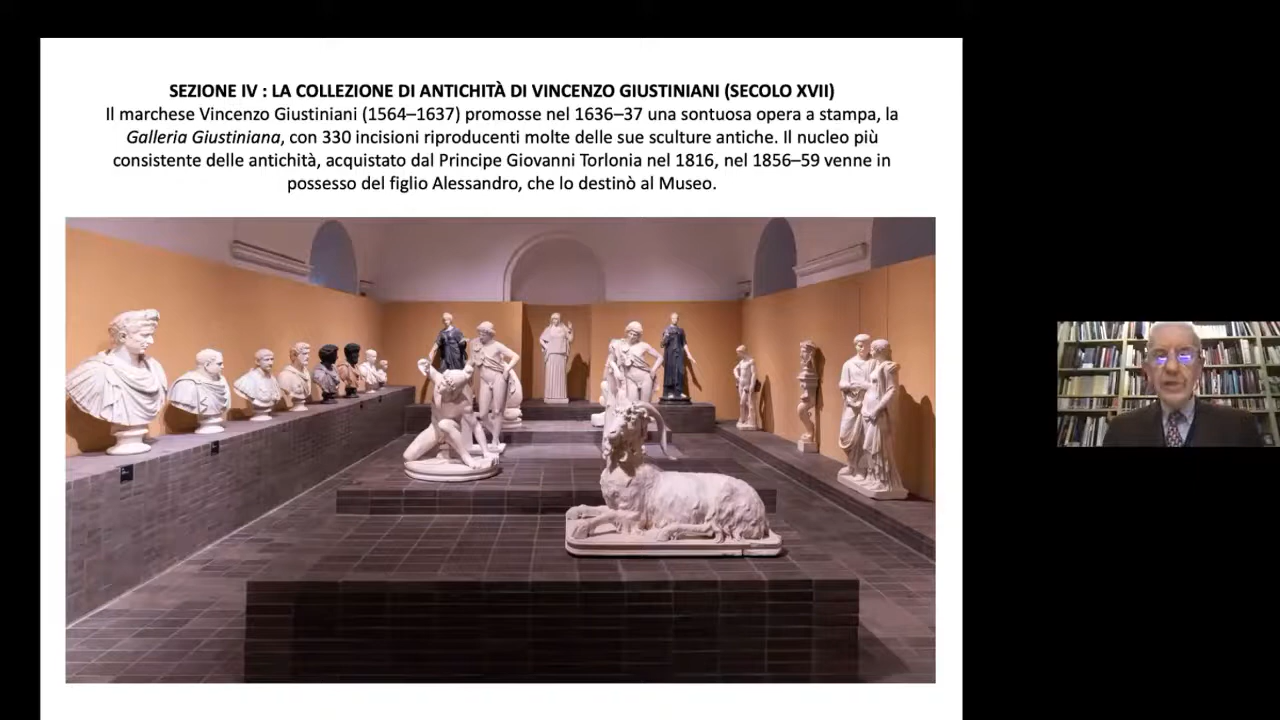 SEZIONE IV : LA COLLEZIONE DI ANTICHITÀ DI VINCENZO GIUSTINIANI (SECOLO XVII)
Il marchese Vincenzo Giustiniani (1564–1637) promosse nel 1636–37 una sontuosa opera a stampa, la
Galleria Giustiniana, con 330 incisioni riproducenti molte delle sue sculture antiche. Il nucleo più
consistente delle antichità, acquistato dal Principe Giovanni Torlonia nel 1816, nel 1856–59 venne in
possesso del figlio Alessandro, che lo destinò al Museo.